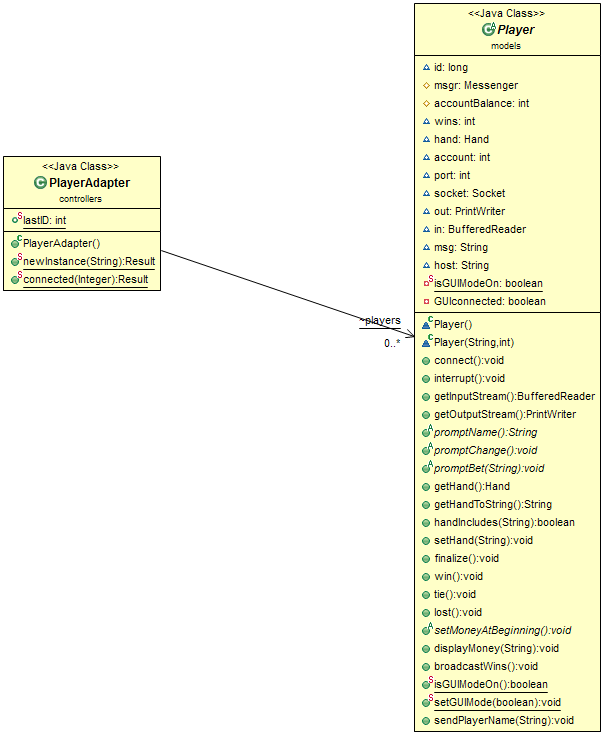 <<Java Class>>
PlayerAdapter
controllers
lastID: int
PlayerAdapter()
newInstance(String):Result
connected(Integer):Result
~players
0..*
<<Java Class>>
Player
models
id: long
msgr: Messenger
accountBalance: int
wins: int
hand: Hand
account: int
port: int
socket: Socket
out: PrintWriter
in: BufferedReader
msg: String
host: String
isGUIModeOn: boolean
GUIconnected: boolean
Player()
Player(String,int)
connect():void
interrupt():void
getInputStream():BufferedReader
getOutputStream():PrintWriter
promptName():String
promptChange():void
promptBet(String):void
getHand():Hand
getHandToString():String
handIncludes(String):boolean
setHand(String):void
finalize():void
win():void
tie():void
lost():void
setMoneyAtBeginning():void
displayMoney(String):void
broadcastWins():void
isGUIModeOn():boolean
setGUIMode(boolean):void
sendPlayerName(String):void